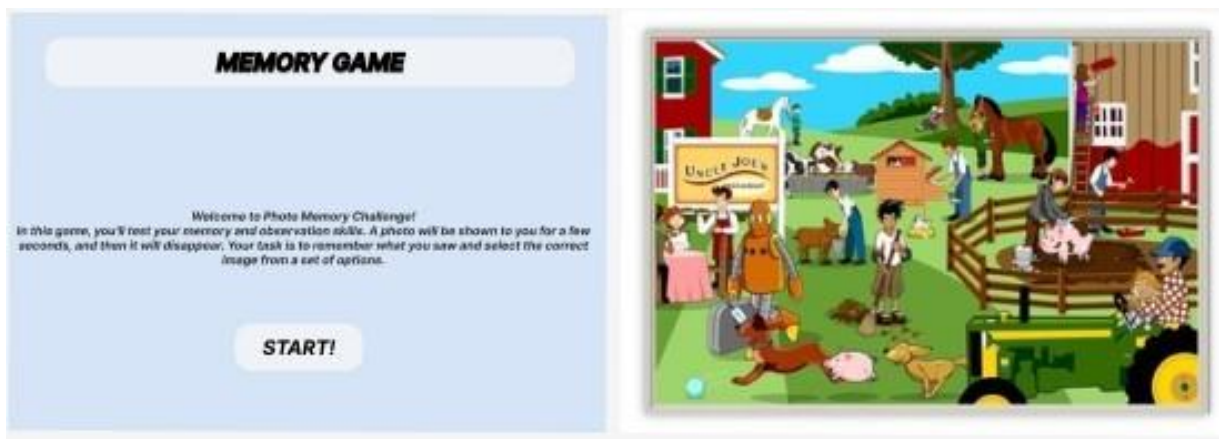 MEMORY GAME
Welcome to Photo Memory Challenge!
In this game, you'll test your memory and observation skills. A photo will be shown to you for a few
seconds, and then it will disappear. Your task is to remember what you saw and select the correct
image from a set of options.
START!
UNCLE JOE'S
RESTAURANT